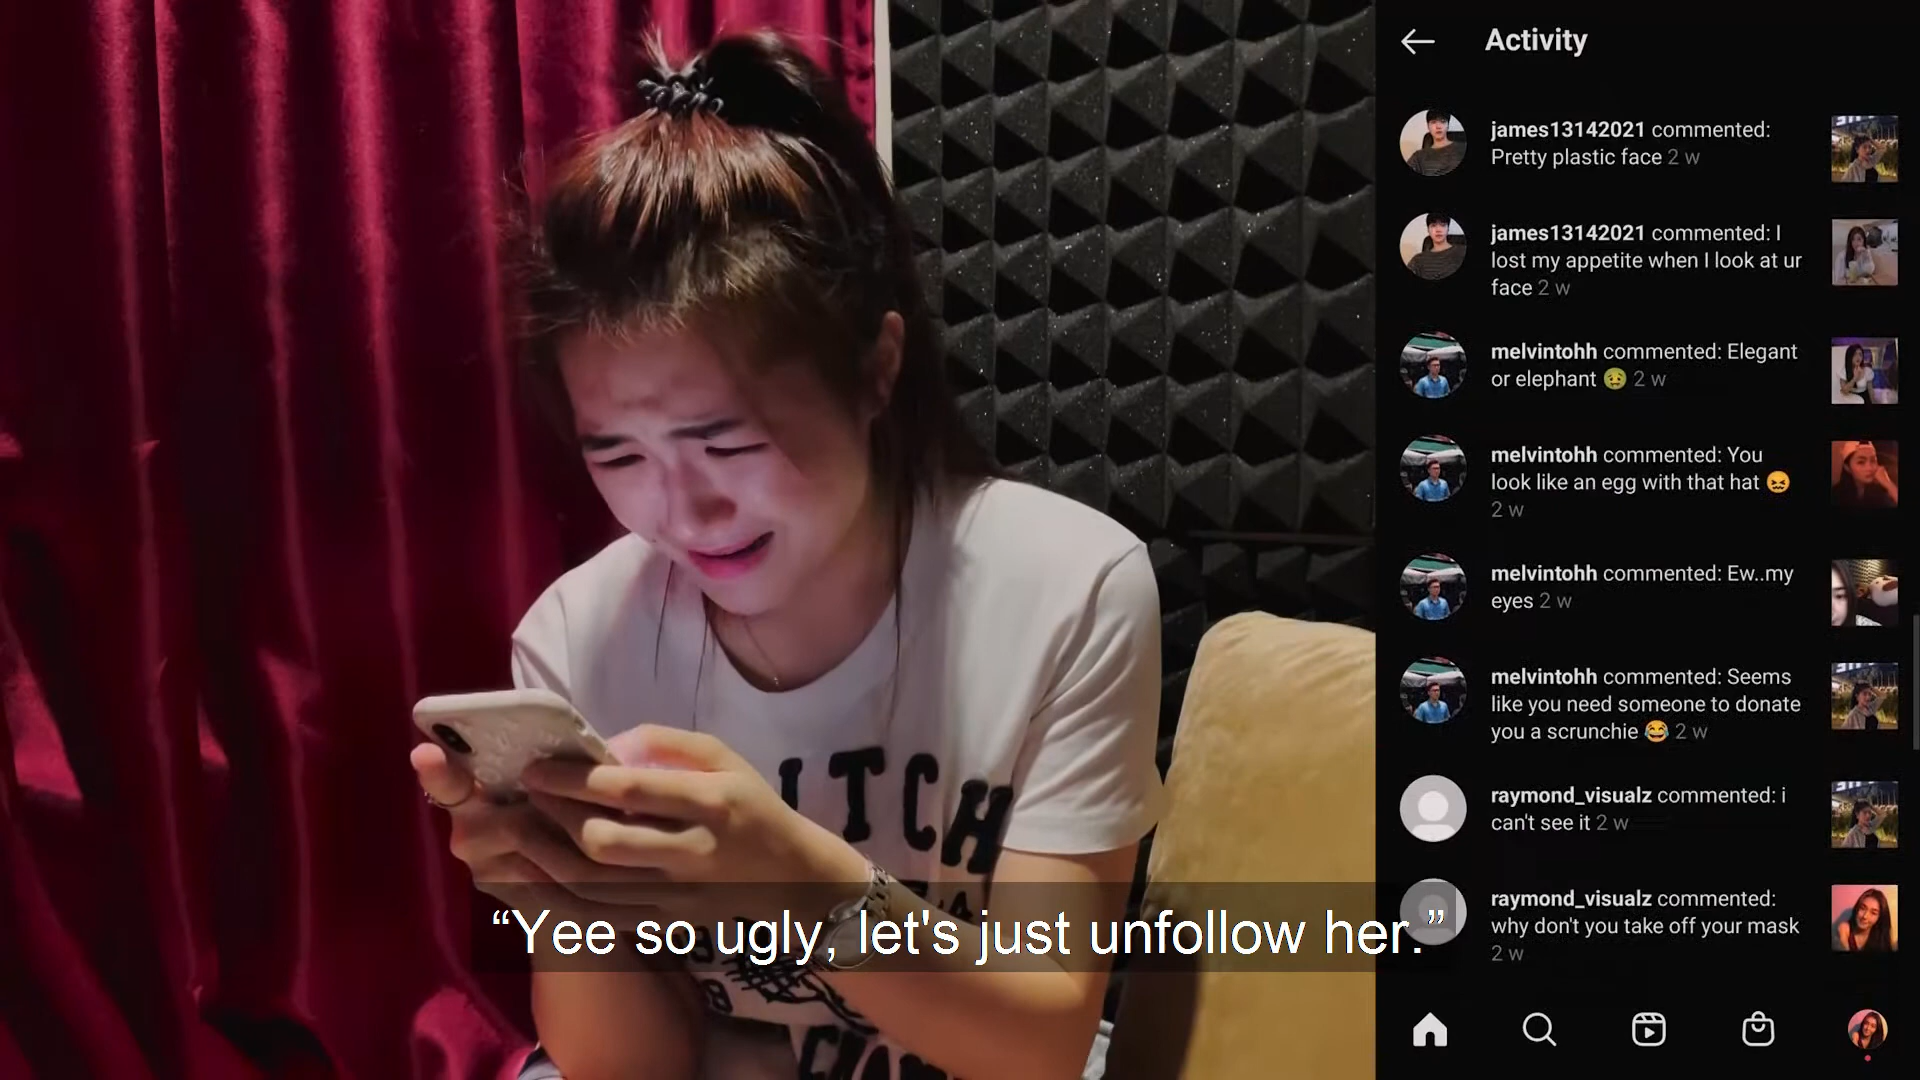 Activity
james13142021 commented:
Pretty plastic face 2 w
james13142021 commented: I
lost my appetite when I look at ur
face 2 w
melvintohh commented: Elegant
or elephant 🤢 2 w
melvintohh commented: You
look like an egg with that hat 😖
2 w
melvintohh commented: Ew..my
eyes 2 w
melvintohh commented: Seems
like you need someone to donate
you a scrunchie 😂 2 w
raymond_visualz commented: i
can't see it 2 w
raymond_visualz commented:
why don't you take off your mask
2 w
ITCH
“Yee so ugly, let's just unfollow her.”